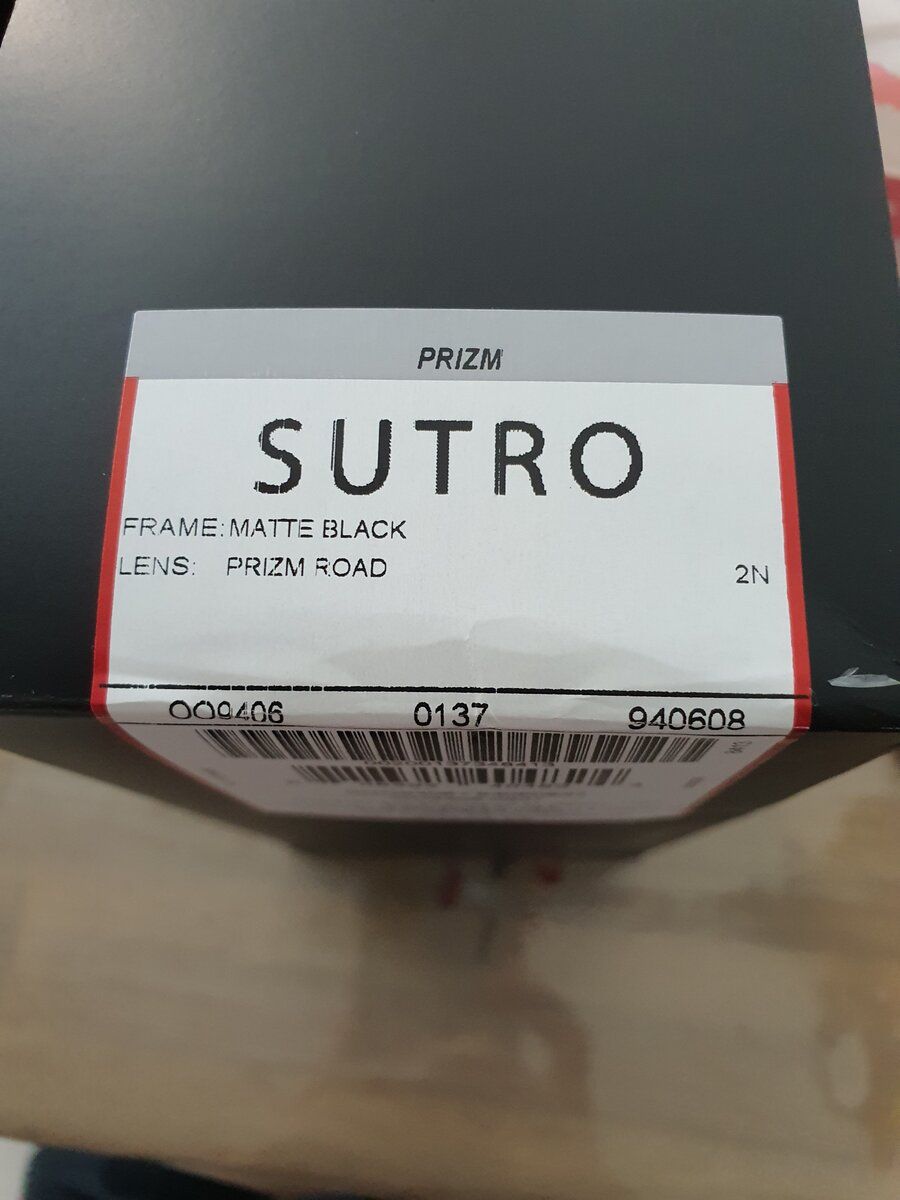 PRIZM
SUTRO
FRAME: MATTE BLACK
LENS: PRIZM ROAD
2N
OO9406 0137 940608